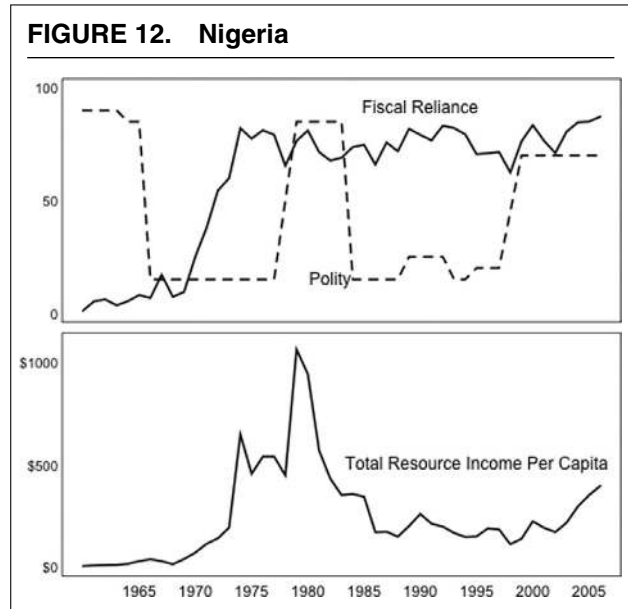 FIGURE 12. Nigeria
100
Fiscal Reliance
50
Polity
0
$1000
$500
Total Resource Income Per Capita
$0
1965 1970 1975 1980 1985 1990 1995 2000 2005